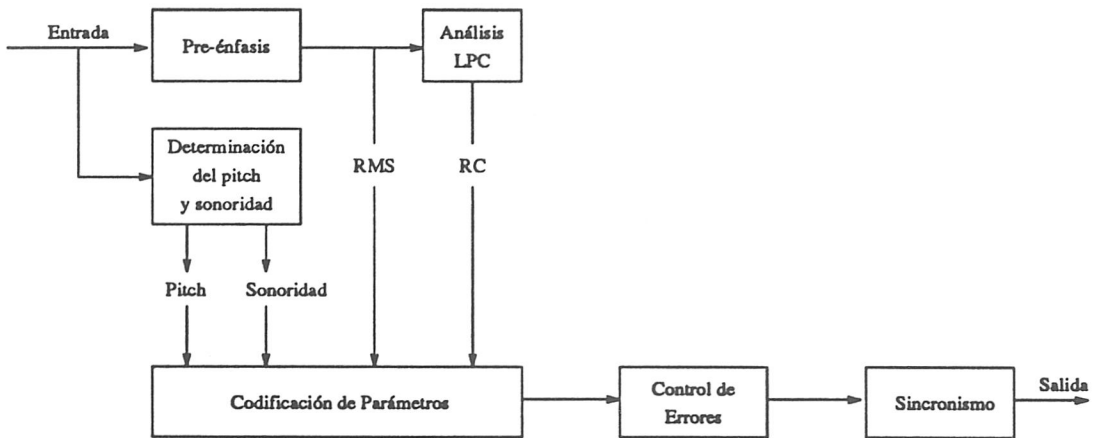 Entrada
Pre-énfasis
Análisis
LPC
Determinación
del pitch
y sonoridad
RMS
RC
Pitch
Sonoridad
Codificación de Parámetros
Control de
Errores
Sincronismo
Salida